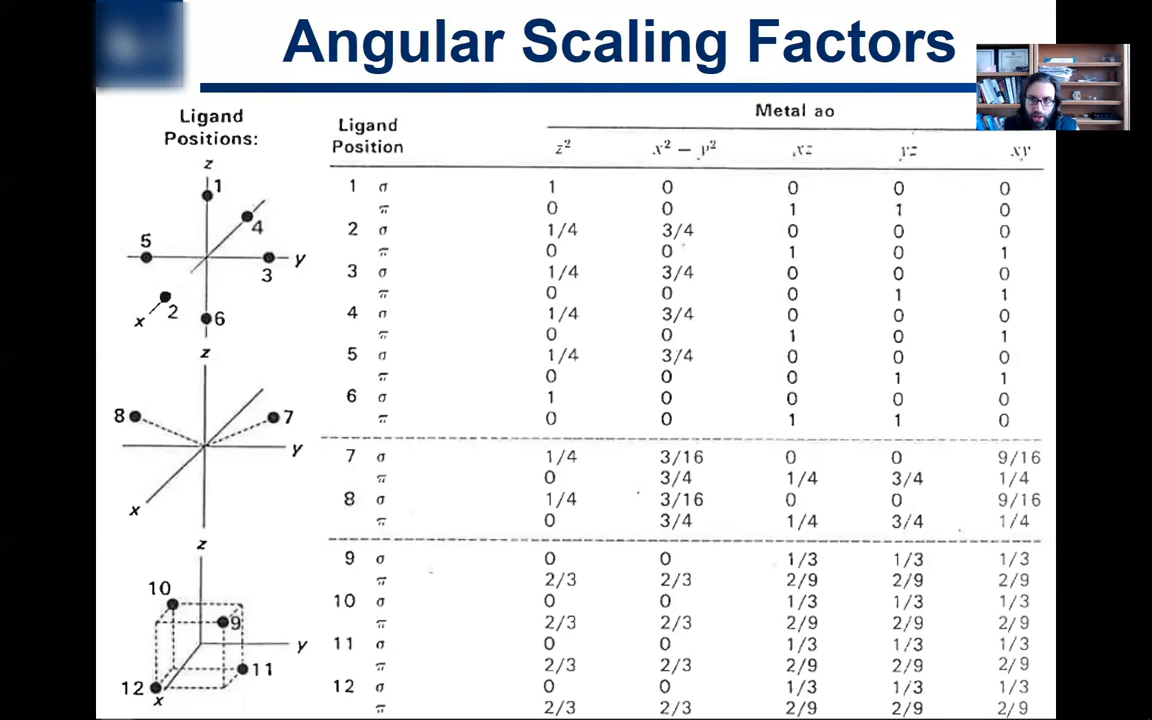 Angular Scaling Factors
Ligand
Positions:
z
1
4
5
y
3
2
x
6
z
8
7
y
x
z
10
9
y
11
12
x
Metal ao
Ligand
Position
z² x² − y² xz yz xy
1 σ 1 0 0 0 0
π 0 0 1 1 0
2 σ 1/4 3/4 0 0 0
π 0 0 1 0 1
3 σ 1/4 3/4 0 0 0
π 0 0 0 1 1
4 σ 1/4 3/4 0 0 0
π 0 0 1 0 1
5 σ 1/4 3/4 0 0 0
π 0 0 0 1 1
6 σ 1 0 0 0 0
π 0 0 1 1 0
7 σ 1/4 3/16 0 0 9/16
π 0 3/4 1/4 3/4 1/4
8 σ 1/4 3/16 0 0 9/16
π 0 3/4 1/4 3/4 1/4
9 σ 0 0 1/3 1/3 1/3
π 2/3 2/3 2/9 2/9 2/9
10 σ 0 0 1/3 1/3 1/3
π 2/3 2/3 2/9 2/9 2/9
11 σ 0 0 1/3 1/3 1/3
π 2/3 2/3 2/9 2/9 2/9
12 σ 0 0 1/3 1/3 1/3
π 2/3 2/3 2/9 2/9 2/9